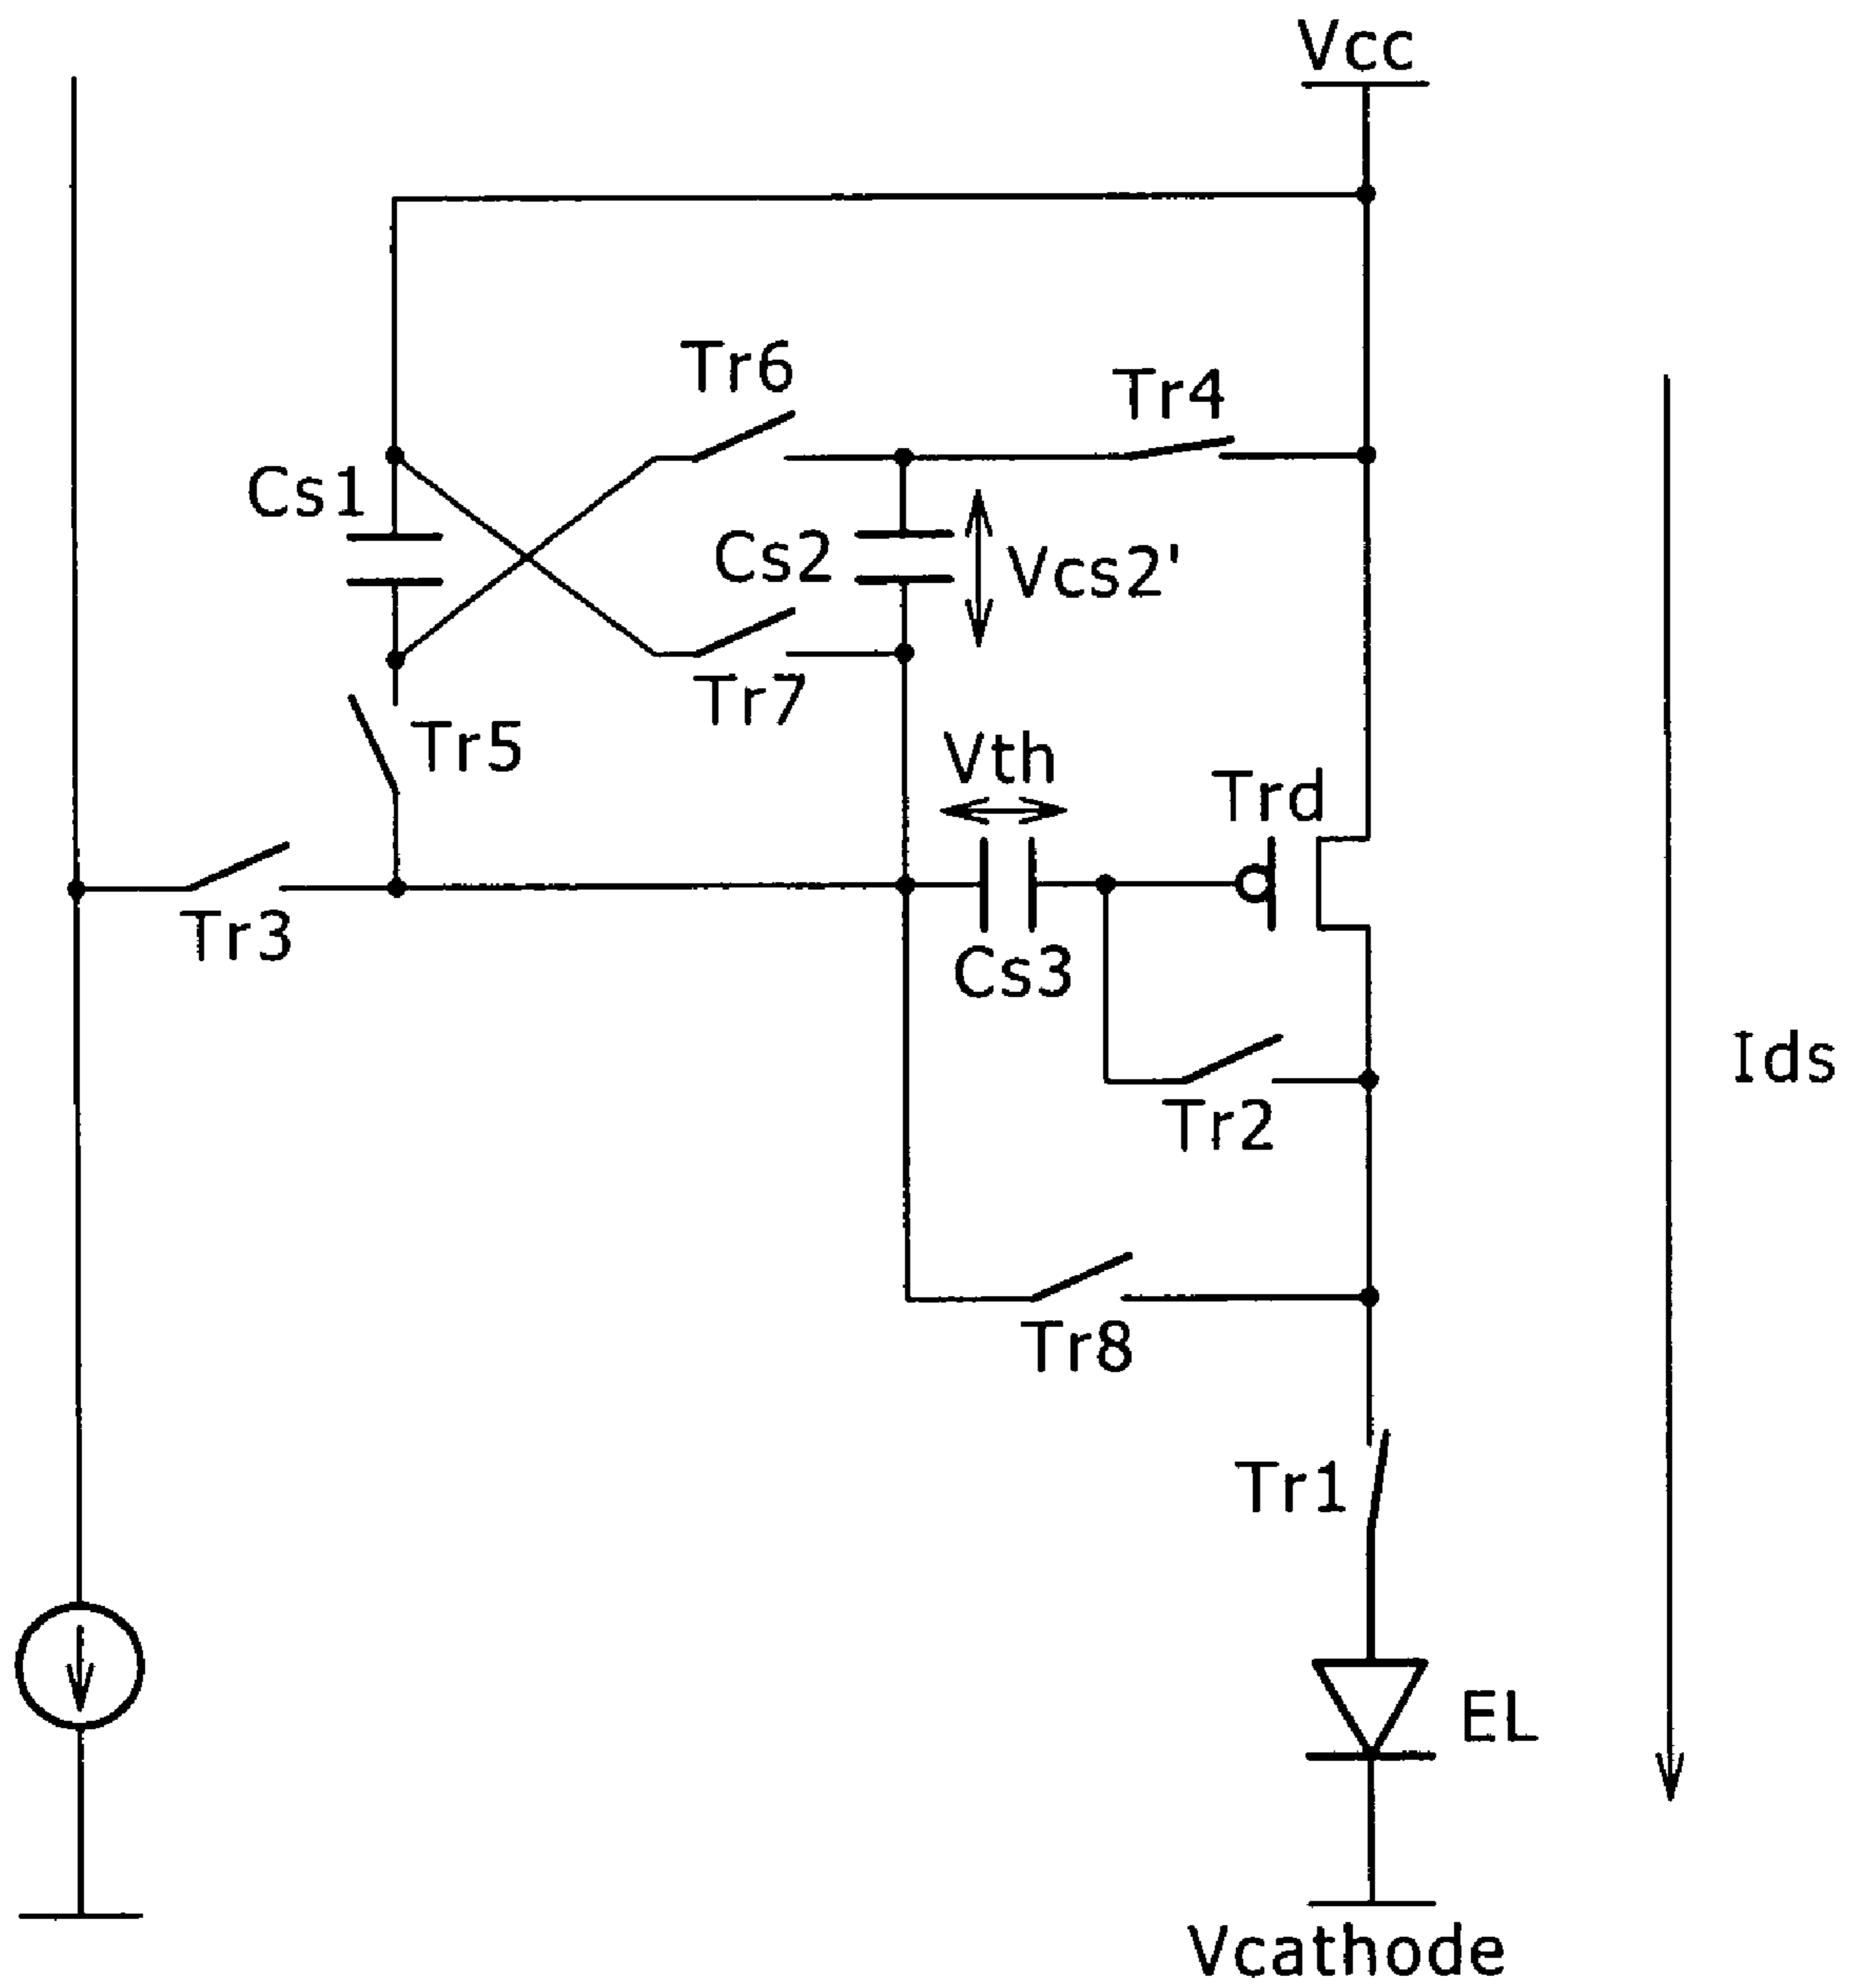 Vcc
Tr6
Tr4
Cs1
Cs2
Vcs2'
Tr7
Tr5
Vth
Trd
Tr3
Cs3
Ids
Tr2
Tr8
Tr1
EL
Vcathode